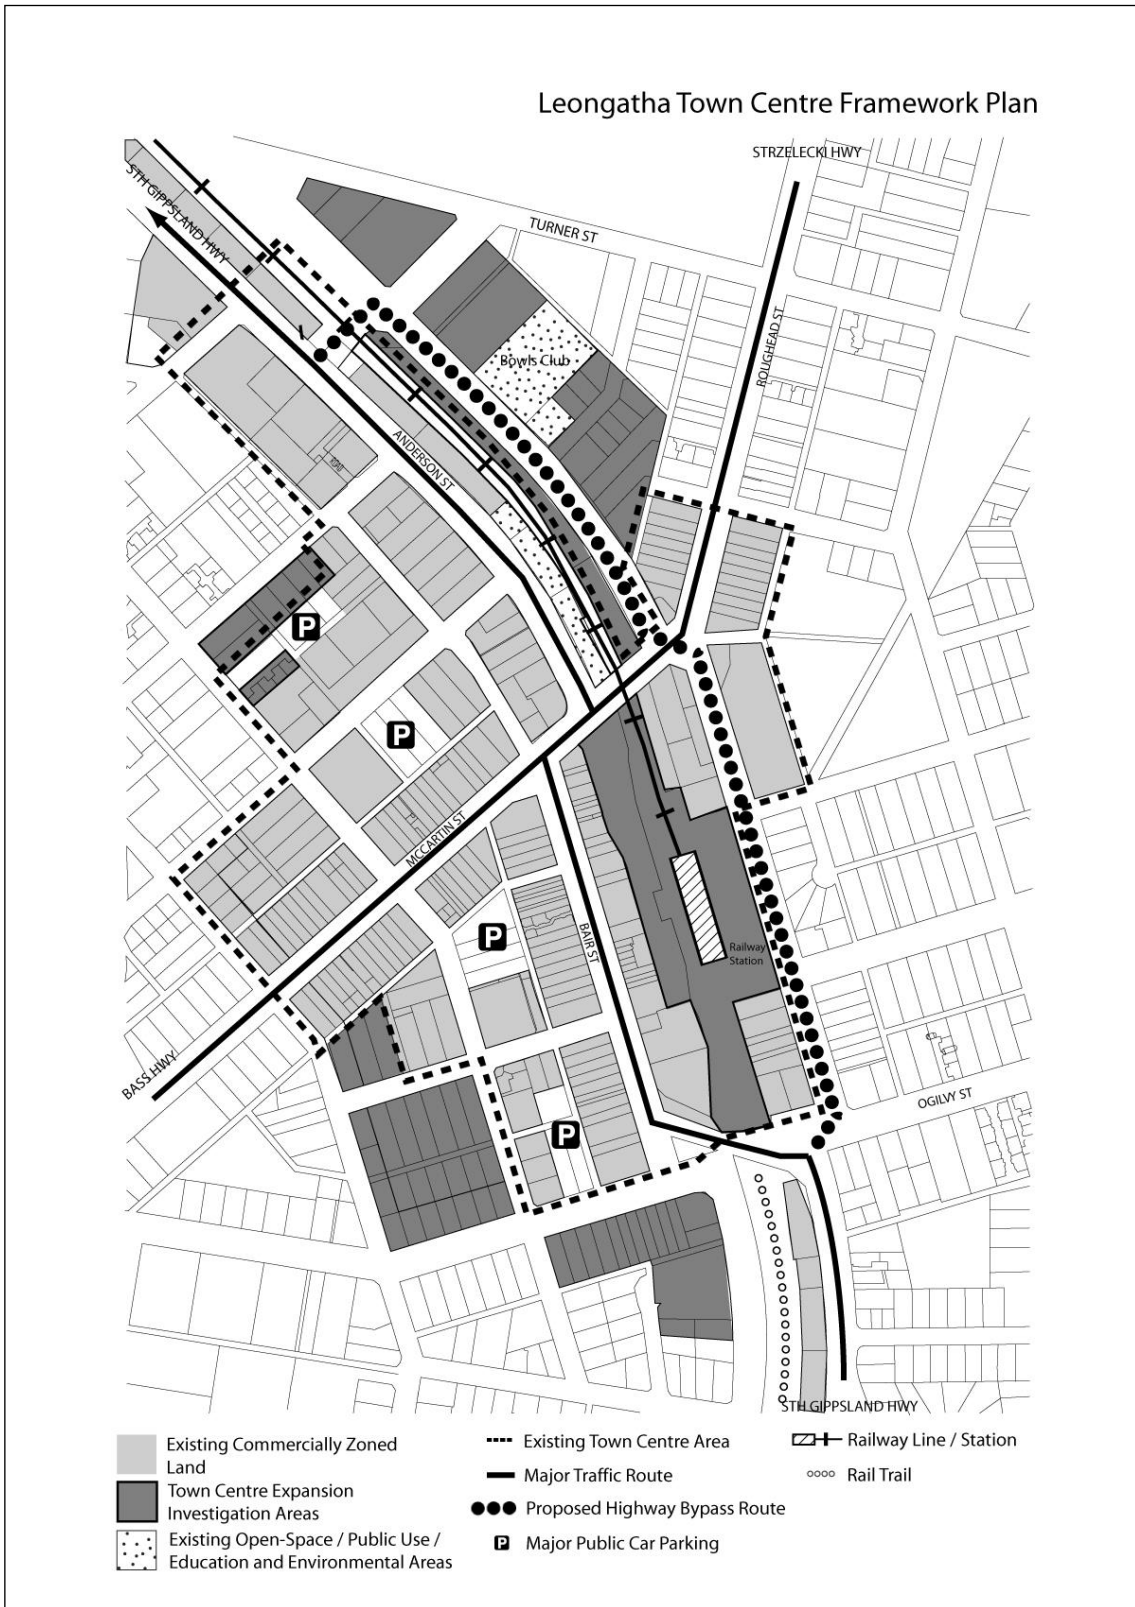 Leongatha Town Centre Framework Plan
STRZELECKI HWY
STH GIPPSLAND HWY
TURNER ST
ROUGHEAD ST
Bowls Club
ANDERSON ST
P
P
MCCARTIN ST
P
BAIR ST
Railway
Station
BASS HWY
OGILVY ST
P
STH GIPPSLAND HWY
Existing Commercially Zoned
Land
Town Centre Expansion
Investigation Areas
Existing Open-Space / Public Use /
Education and Environmental Areas
Existing Town Centre Area
Major Traffic Route
Proposed Highway Bypass Route
P Major Public Car Parking
Railway Line / Station
Rail Trail